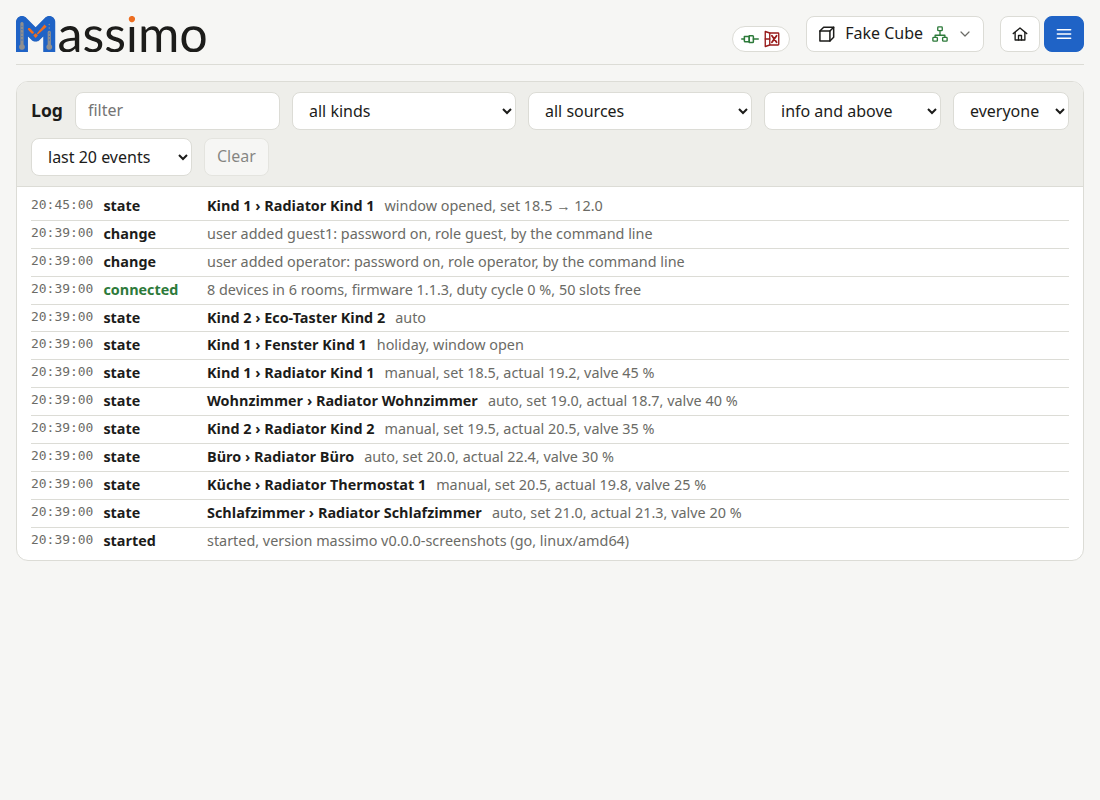 Massimo
Fake Cube
Log filter all kinds all sources info and above everyone
last 20 events Clear
20:45:00 state Kind 1 › Radiator Kind 1 window opened, set 18.5 → 12.0
20:39:00 change user added guest1: password on, role guest, by the command line
20:39:00 change user added operator: password on, role operator, by the command line
20:39:00 connected 8 devices in 6 rooms, firmware 1.1.3, duty cycle 0 %, 50 slots free
20:39:00 state Kind 2 › Eco-Taster Kind 2 auto
20:39:00 state Kind 1 › Fenster Kind 1 holiday, window open
20:39:00 state Kind 1 › Radiator Kind 1 manual, set 18.5, actual 19.2, valve 45 %
20:39:00 state Wohnzimmer › Radiator Wohnzimmer auto, set 19.0, actual 18.7, valve 40 %
20:39:00 state Kind 2 › Radiator Kind 2 manual, set 19.5, actual 20.5, valve 35 %
20:39:00 state Büro › Radiator Büro auto, set 20.0, actual 22.4, valve 30 %
20:39:00 state Küche › Radiator Thermostat 1 manual, set 20.5, actual 19.8, valve 25 %
20:39:00 state Schlafzimmer › Radiator Schlafzimmer auto, set 21.0, actual 21.3, valve 20 %
20:39:00 started started, version massimo v0.0.0-screenshots (go, linux/amd64)